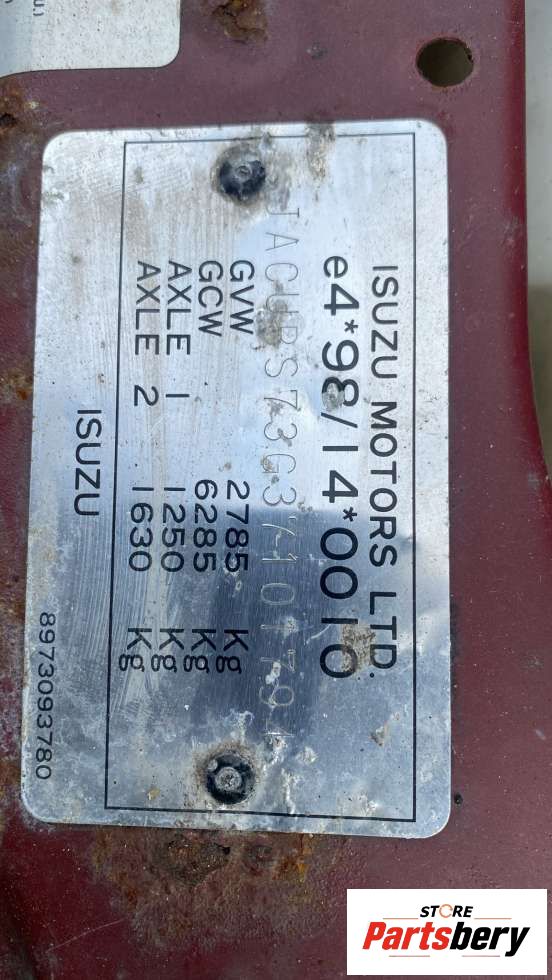 U.)
ISUZU MOTORS LTD.
e4*98/14*0010
GVW 2785 Kg
GCW 6285 Kg
AXLE 1 1250 Kg
AXLE 2 1630 Kg
ISUZU
8973093780
STORE
Partsbery